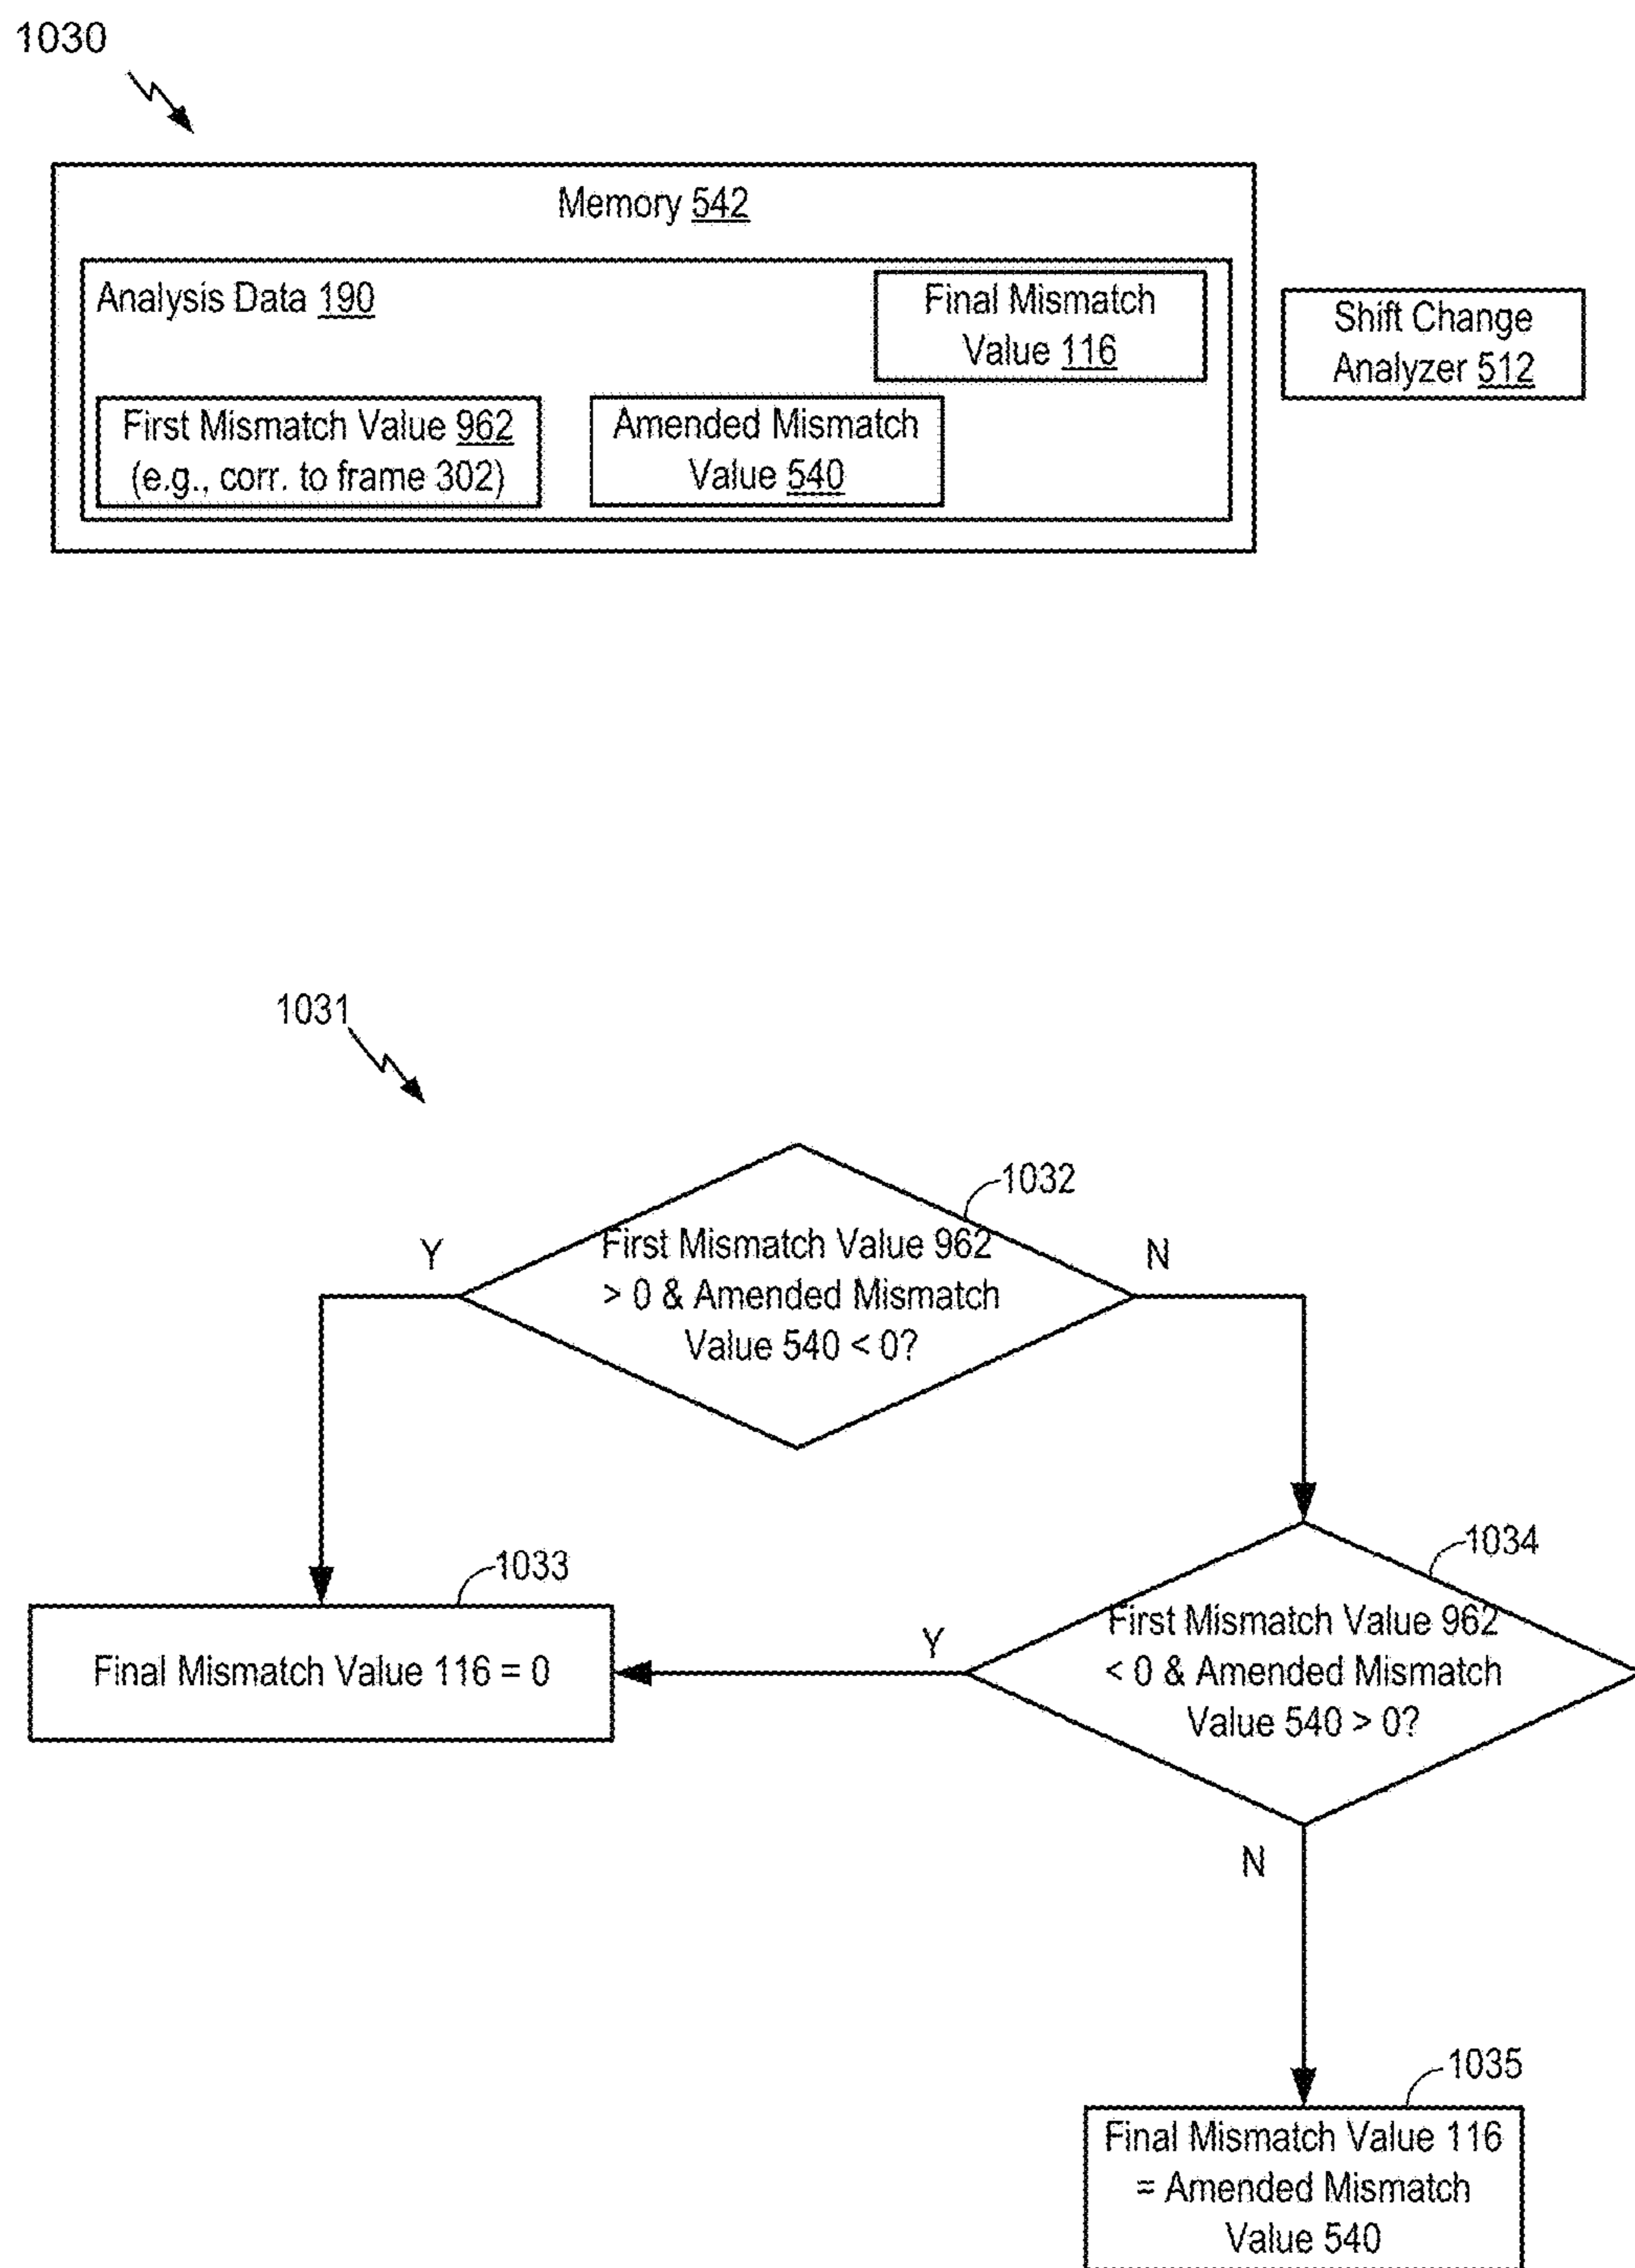 1030
Memory 542
Analysis Data 190
Final Mismatch
Value 116
Shift Change
Analyzer 512
First Mismatch Value 962
(e.g., corr. to frame 302)
Amended Mismatch
Value 540
1031
1032
Y
First Mismatch Value 962
> 0 & Amended Mismatch
Value 540 < 0?
N
1033
Final Mismatch Value 116 = 0
1034
Y
First Mismatch Value 962
< 0 & Amended Mismatch
Value 540 > 0?
N
1035
Final Mismatch Value 116
= Amended Mismatch
Value 540